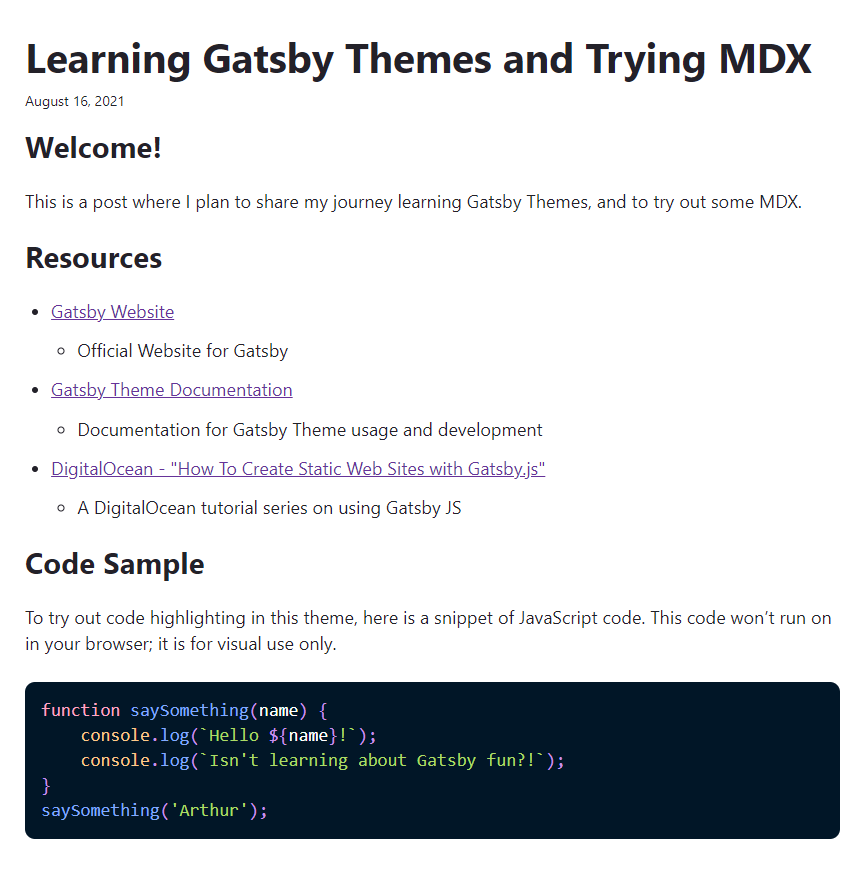 Learning Gatsby Themes and Trying MDX
August 16, 2021
Welcome!
This is a post where I plan to share my journey learning Gatsby Themes, and to try out some MDX.
Resources
Gatsby Website
Official Website for Gatsby
Gatsby Theme Documentation
Documentation for Gatsby Theme usage and development
DigitalOcean - "How To Create Static Web Sites with Gatsby.js"
A DigitalOcean tutorial series on using Gatsby JS
Code Sample
To try out code highlighting in this theme, here is a snippet of JavaScript code. This code won’t run on
in your browser; it is for visual use only.
function saySomething(name) {
    console.log(`Hello ${name}!`);
    console.log(`Isn't learning about Gatsby fun?!`);
}
saySomething('Arthur');